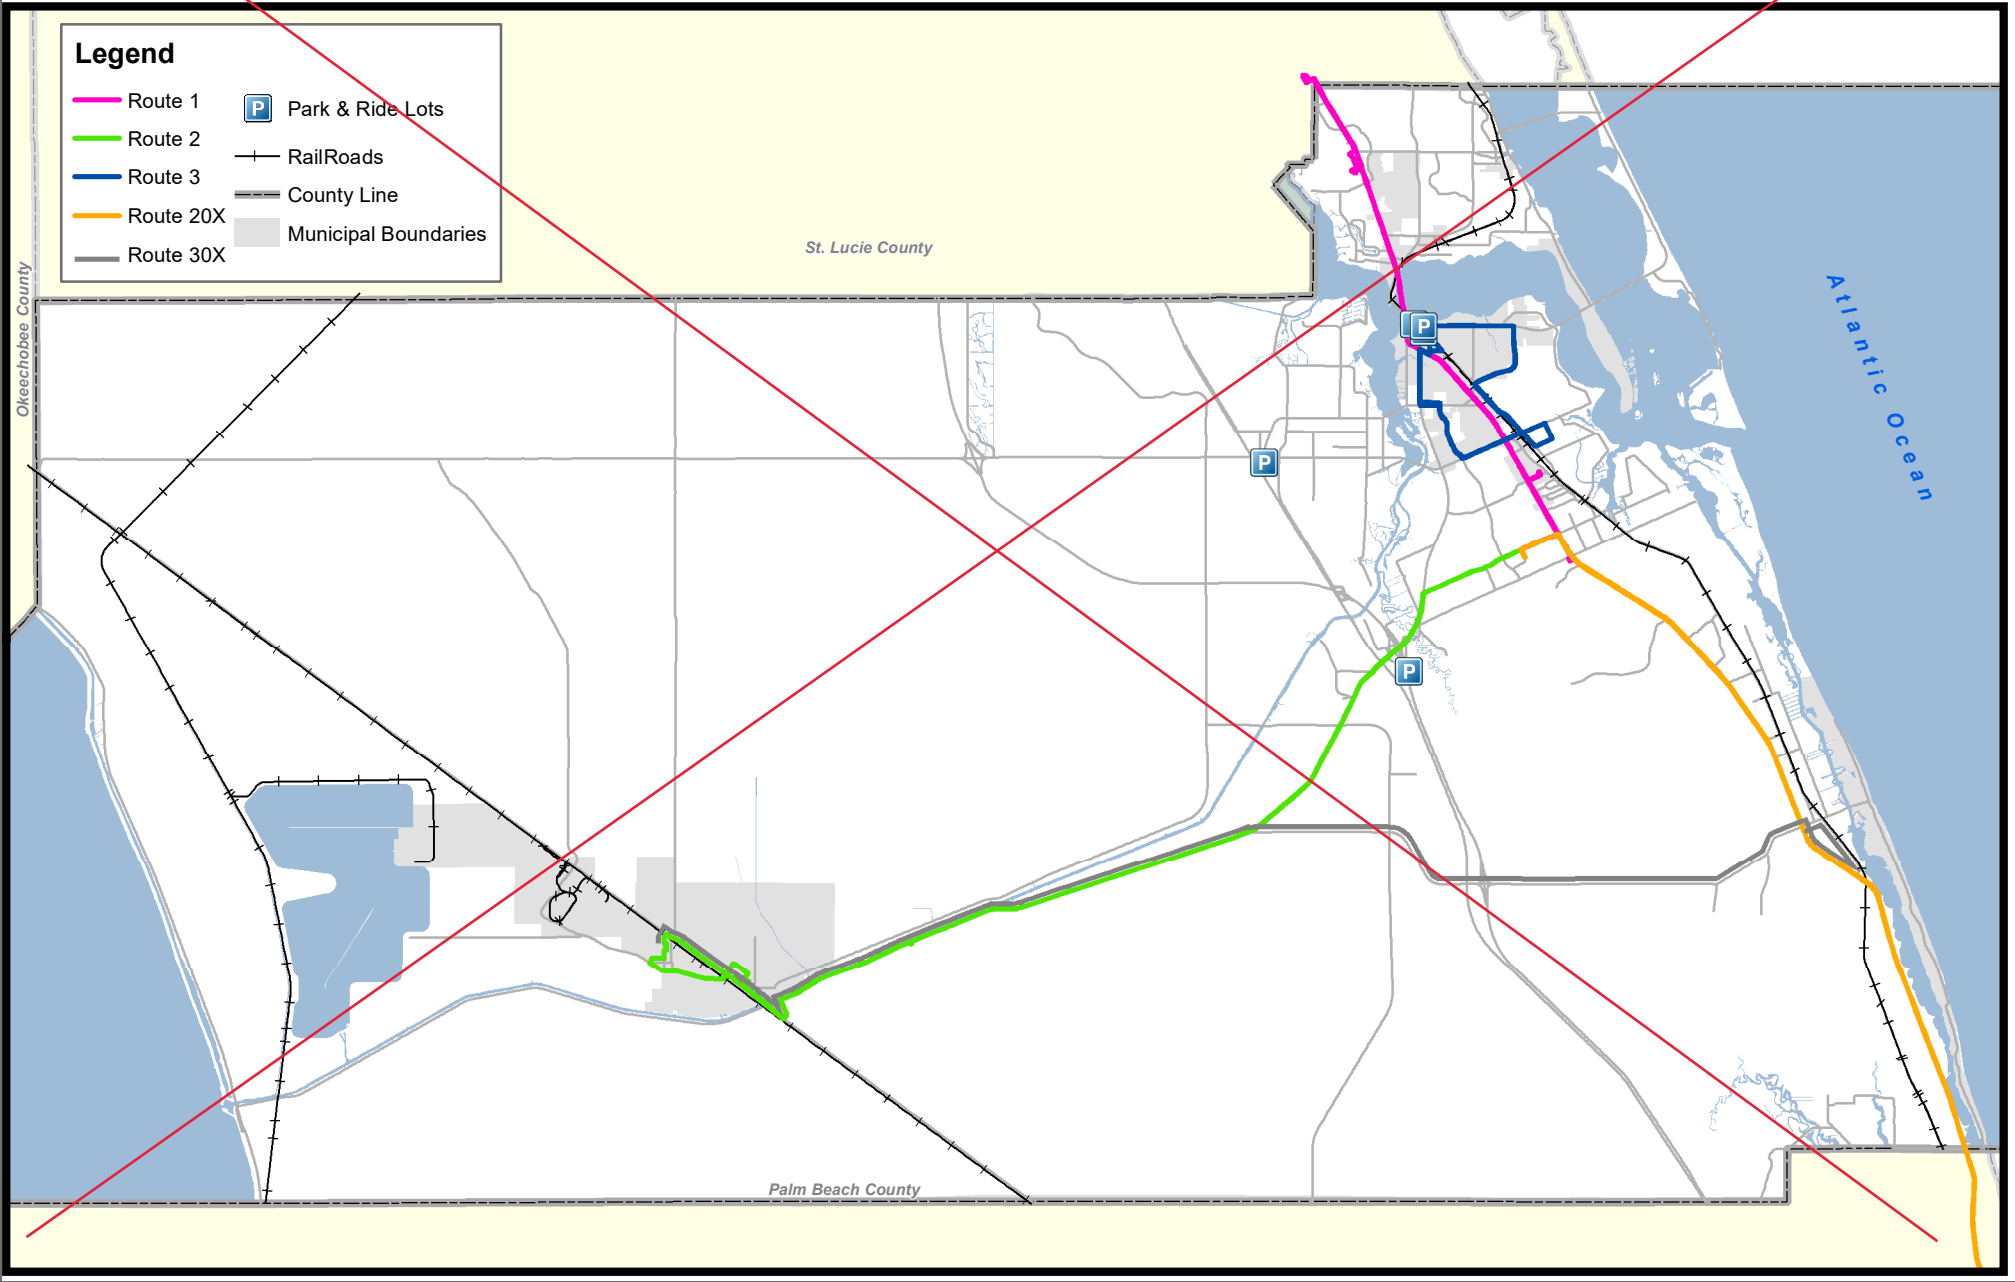 Legend
Route 1
Route 2
Route 3
Route 20X
Route 30X
P
Park & Ride Lots
RailRoads
County Line
Municipal Boundaries
St. Lucie County
Okeechobee County
Atlantic Ocean
P
P
P
Palm Beach County